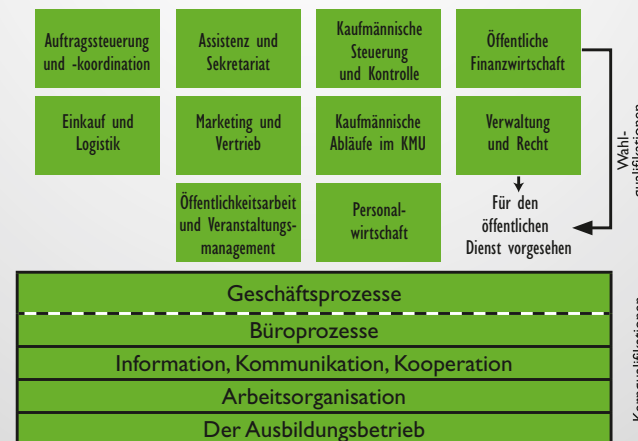 Auftragssteuerung
und -koordination
Assistenz und
Sekretariat
Kaufmännische
Steuerung
und Kontrolle
Öffentliche
Finanzwirtschaft
Einkauf und
Logistik
Marketing und
Vertrieb
Kaufmännische
Abläufe im KMU
Verwaltung
und Recht
Öffentlichkeitsarbeit
und Veranstaltungs-
management
Personal-
wirtschaft
Für den
öffentlichen
Dienst vorgesehen
Wahl-
qualifikationen
Geschäftsprozesse
Büroprozesse
Information, Kommunikation, Kooperation
Arbeitsorganisation
Der Ausbildungsbetrieb
Kernqualifikationen